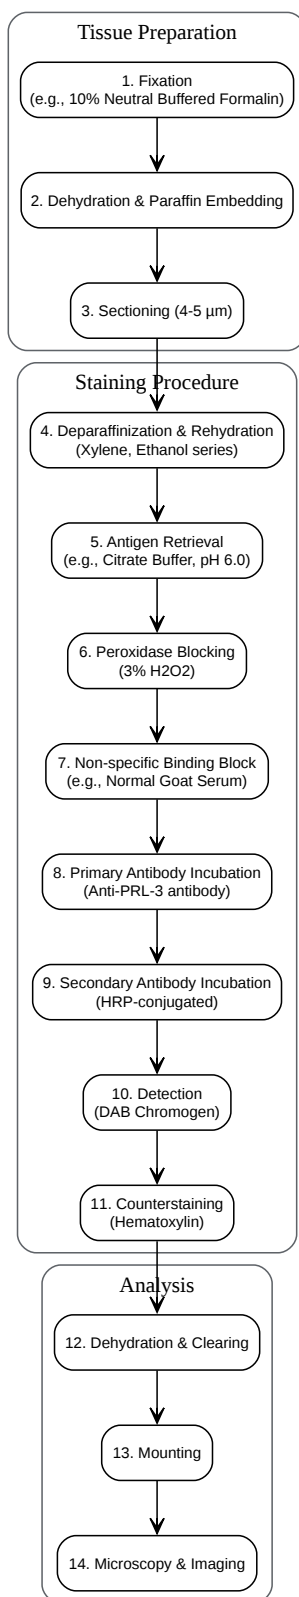 Tissue Preparation
1. Fixation
(e.g., 10% Neutral Buffered Formalin)
2. Dehydration & Paraffin Embedding
3. Sectioning (4-5 µm)
Staining Procedure
4. Deparaffinization & Rehydration
(Xylene, Ethanol series)
5. Antigen Retrieval
(e.g., Citrate Buffer, pH 6.0)
6. Peroxidase Blocking
(3% H2O2)
7. Non-specific Binding Block
(e.g., Normal Goat Serum)
8. Primary Antibody Incubation
(Anti-PRL-3 antibody)
9. Secondary Antibody Incubation
(HRP-conjugated)
10. Detection
(DAB Chromogen)
11. Counterstaining
(Hematoxylin)
Analysis
12. Dehydration & Clearing
13. Mounting
14. Microscopy & Imaging